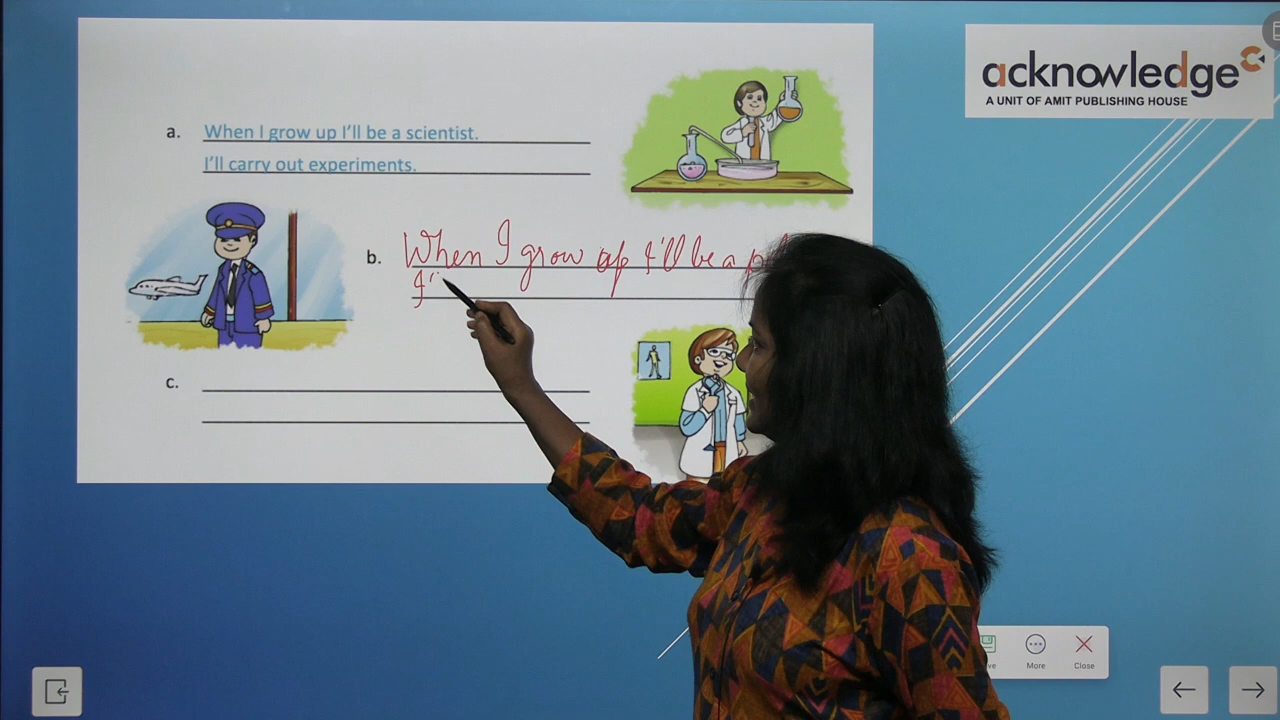 acknowledge
A UNIT OF AMIT PUBLISHING HOUSE
a. When I grow up I'll be a scientist.
I'll carry out experiments.
b. When I grow up I'll be a
I'
c.
More
Close